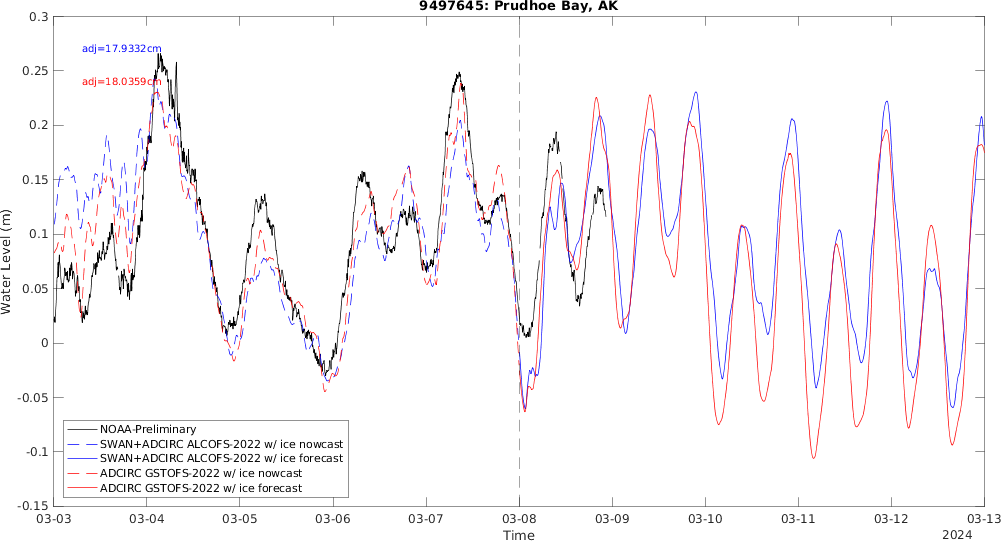 9497645: Prudhoe Bay, AK
0.3
0.25
0.2
0.15
0.1
0.05
0
-0.05
-0.1
-0.15
Water Level (m)
adj=17.9332cm
adj=18.0359cm
NOAA-Preliminary
SWAN+ADCIRC ALCOFS-2022 w/ ice nowcast
SWAN+ADCIRC ALCOFS-2022 w/ ice forecast
ADCIRC GSTOFS-2022 w/ ice nowcast
ADCIRC GSTOFS-2022 w/ ice forecast
03-03 03-04 03-05 03-06 03-07 03-08 03-09 03-10 03-11 03-12 03-13
Time
2024